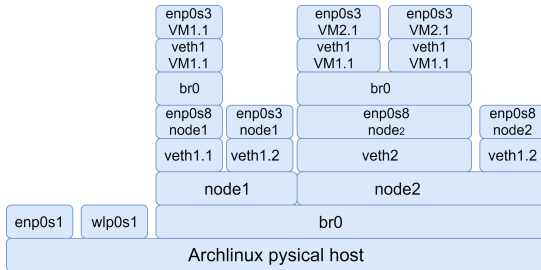 enp0s3
VM1.1
enp0s3
VM2.1
enp0s3
VM2.1
veth1
VM1.1
veth1
VM1.1
veth1
VM1.1
br0
br0
enp0s8
node1
enp0s3
node1
enp0s8
node2
enp0s8
node2
veth1.1
veth1.2
veth2
veth1.2
node1
node2
enp0s1
wlp0s1
br0
Archlinux pysical host